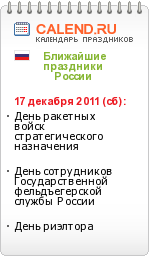 CALEND.RU
КАЛЕНДАРЬ ПРАЗДНИКОВ
Ближайшие
праздники
России
17 декабря 2011 (сб):
· День ракетных
войск
стратегического
назначения
· День сотрудников
Государственной
фельдъегерской
службы России
· День риэлтора